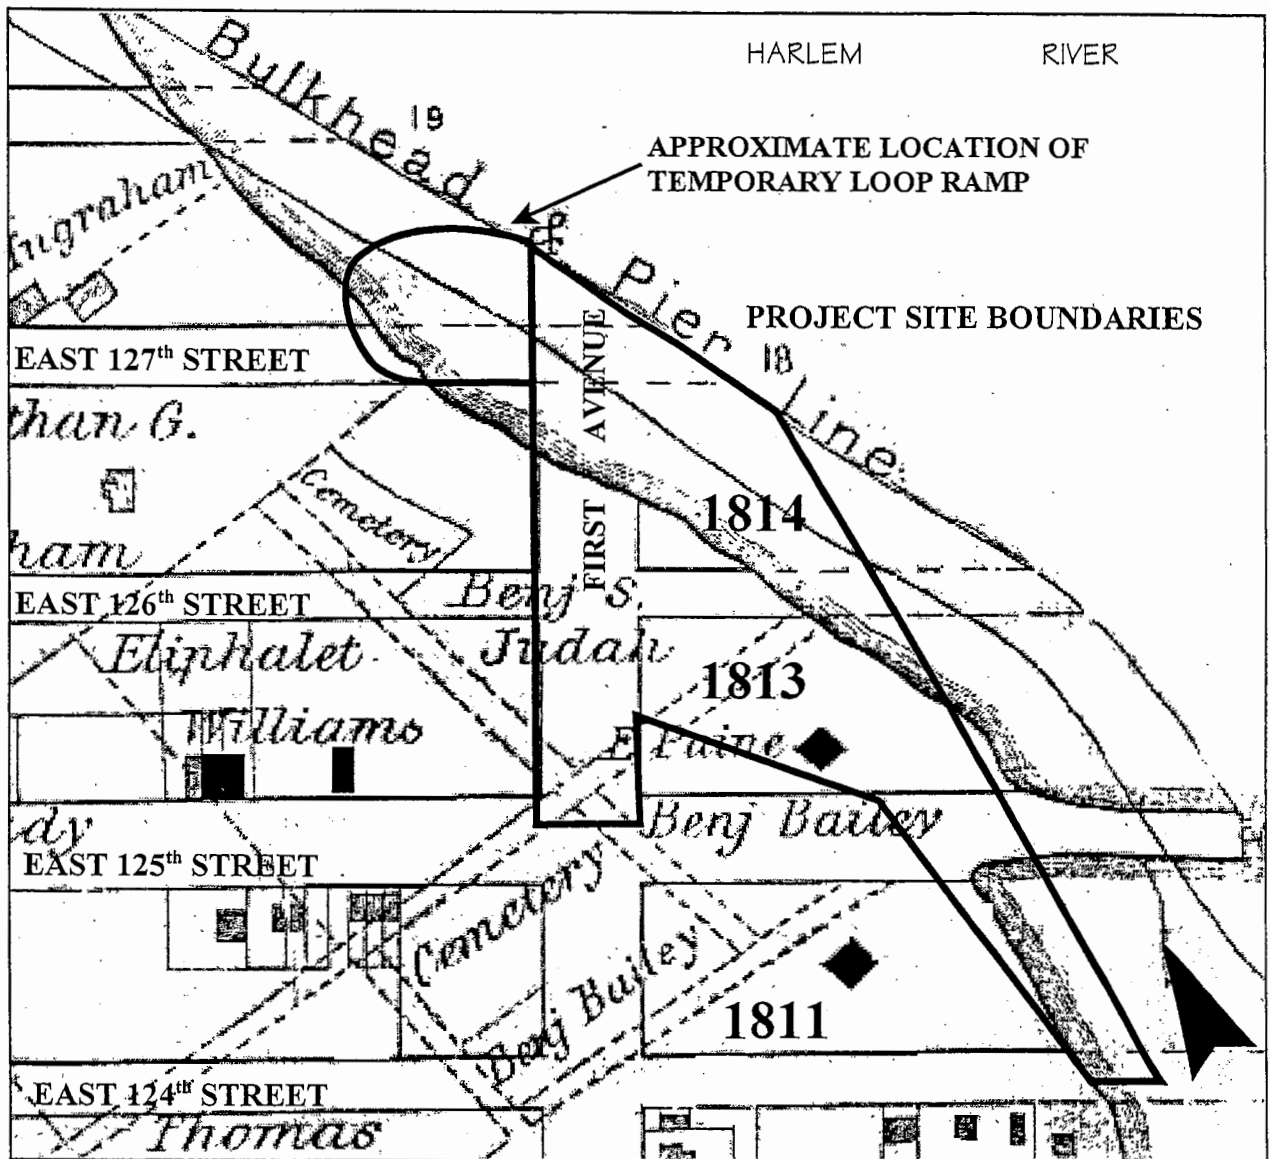 HARLEM RIVER
Bulkhead & Pier Line
19
APPROXIMATE LOCATION OF
TEMPORARY LOOP RAMP
Ingraham
PROJECT SITE BOUNDARIES
18
EAST 127th STREET
FIRST AVENUE
than G.
Cemetery
1814
ham
Benj S.
EAST 126th STREET
Eliphalet
Judah
1813
Williams
E Paine
dy
Benj Bailey
EAST 125th STREET
Cemetery
Benj Bailey
1811
EAST 124th STREET
Thomas